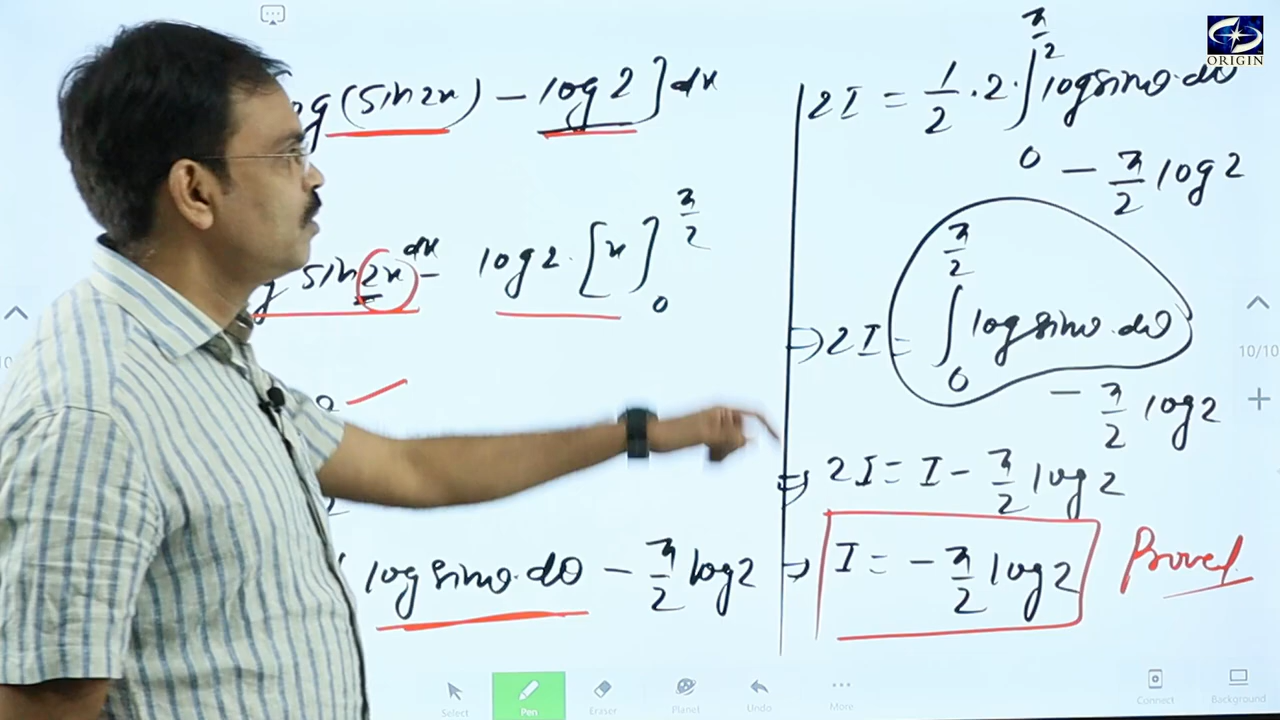 og (sin 2x) – log 2 ] dx
g sin 2x dx – log 2 · [x]₀^{π/2}
log sinθ · dθ – π/2 log 2
2I = 1/2 · 2 · ∫₀^{π/2} log sinθ · dθ
– π/2 log 2
⇒ 2I = ∫₀^{π/2} log sinθ · dθ
– π/2 log 2
⇒ 2I = I – π/2 log 2
⇒ I = – π/2 log 2 Proved.
ORIGIN
10/10
Select Pen Eraser Planet Undo More Connect Background